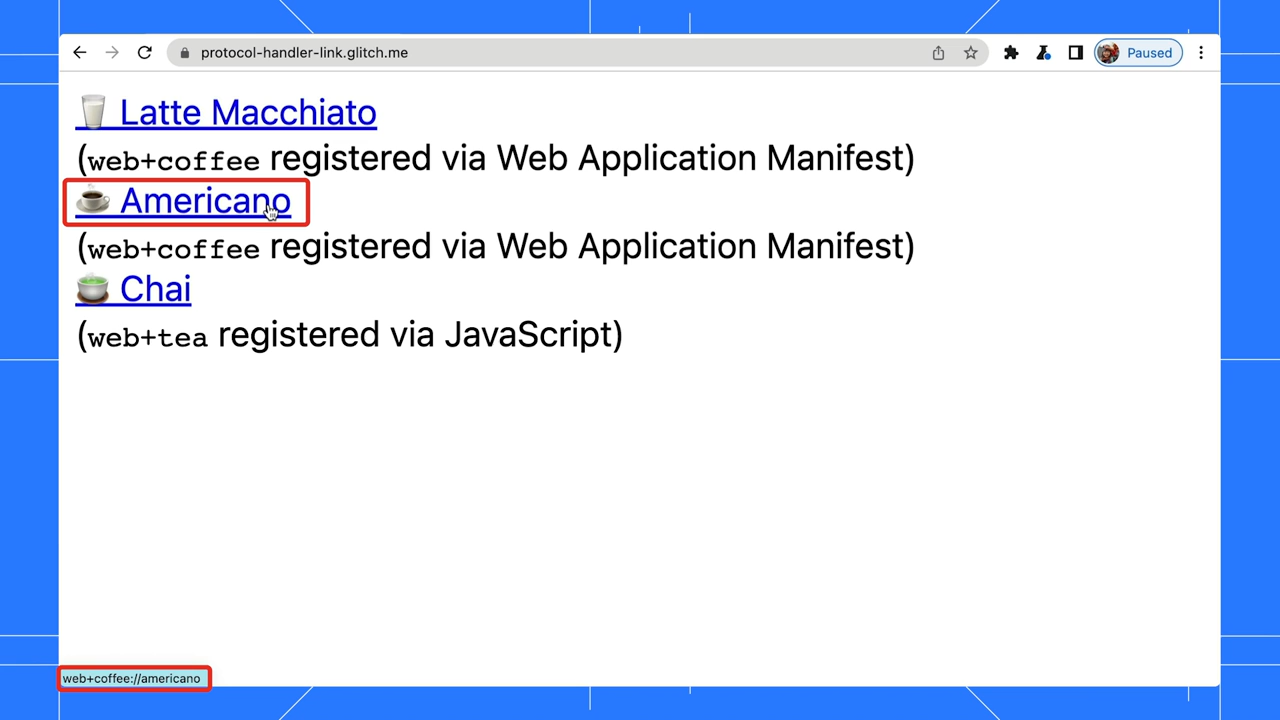 protocol-handler-link.glitch.me
Paused
Latte Macchiato
(web+coffee registered via Web Application Manifest)
Americano
(web+coffee registered via Web Application Manifest)
Chai
(web+tea registered via JavaScript)
web+coffee://americano